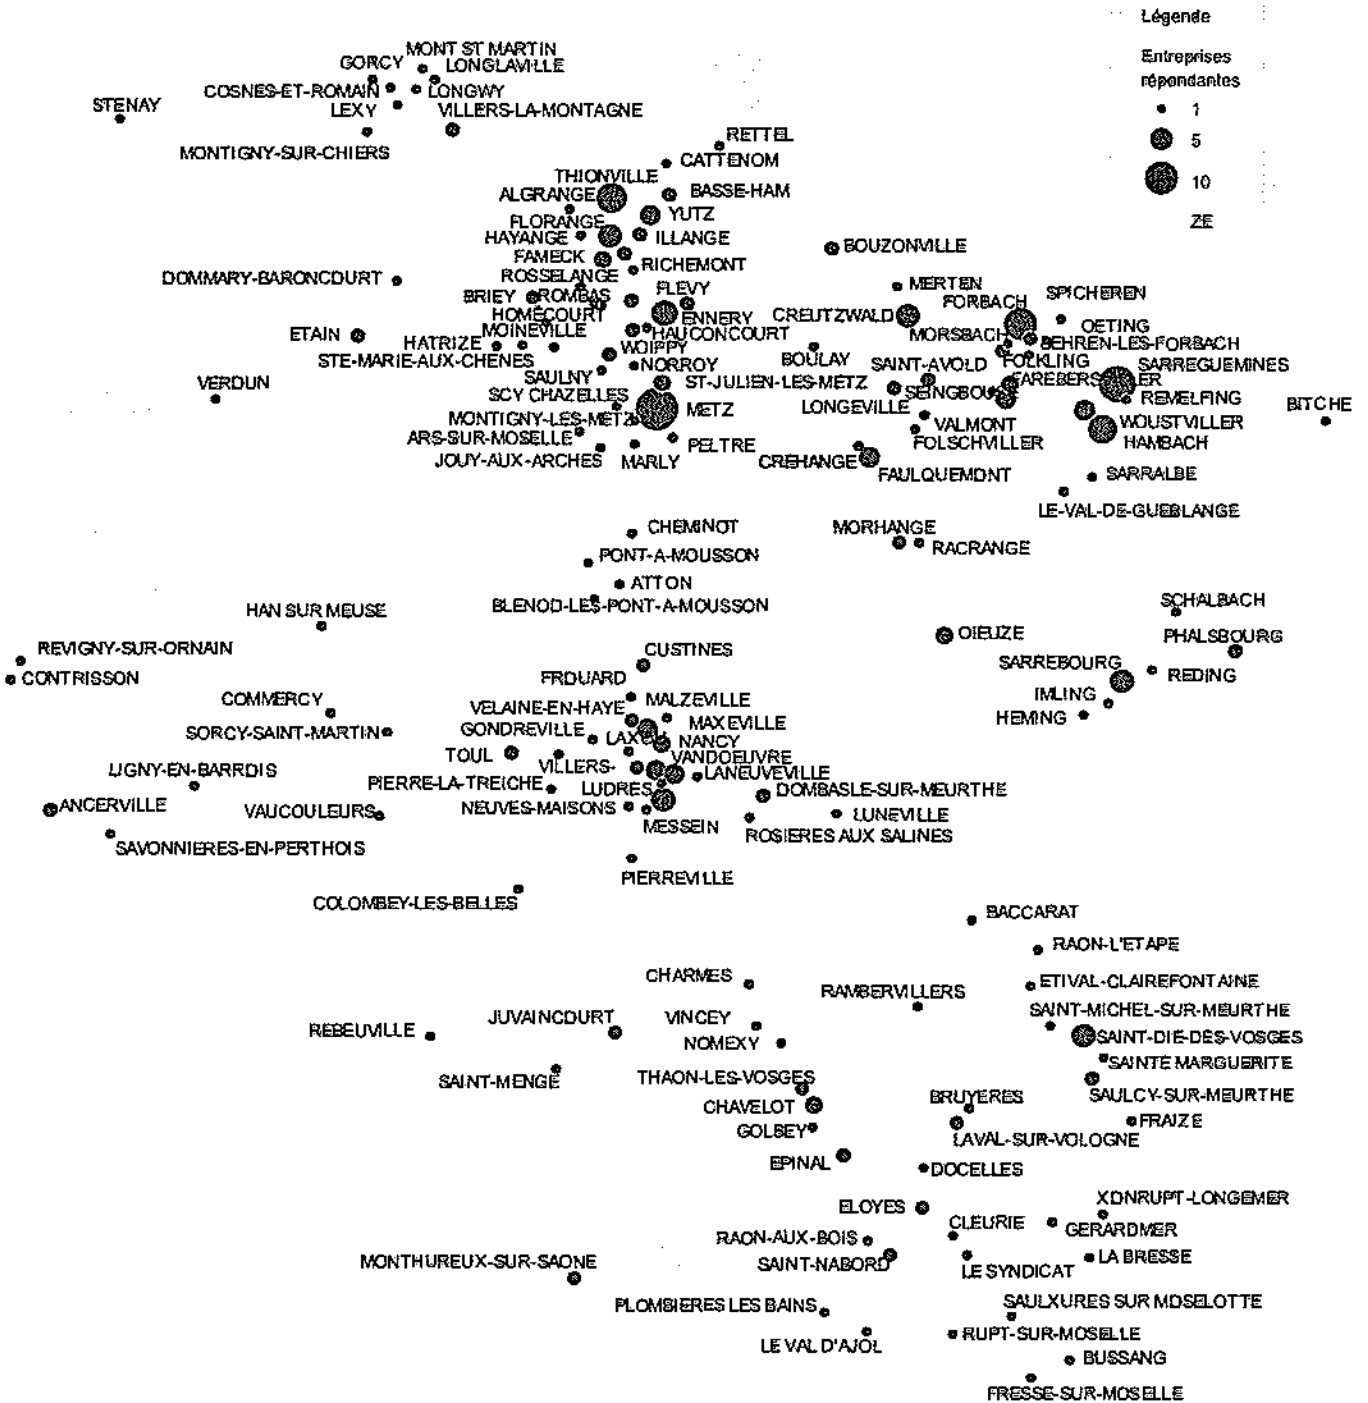 Légende
Entreprises
répondantes
1
5
10
ZE
MONT ST MARTIN
GORCY
LONGLAVILLE
COSNES-ET-ROMAIN
LONGWY
STENAY
LEXY
VILLERS-LA-MONTAGNE
MONTIGNY-SUR-CHIERS
RETTEL
CATTENOM
THIONVILLE
ALGRANGE
BASSE-HAM
FLORANGE
YUTZ
HAYANGE
ILLANGE
BOUZONVILLE
FAMECK
RICHEMONT
DOMMARY-BARONCOURT
ROSSELANGE
MERTEN
BRIEY
ROMBAS
FLEVY
FORBACH
SPICHEREN
HOMECOURT
ENNERY
CREUTZWALD
OETING
ETAIN
MOINEVILLE
HAUCONCOURT
MORSBACH
BEHREN-LES-FORBACH
HATRIZE
WOIPPY
BOULAY
FOLKLING
STE-MARIE-AUX-CHENES
NORROY
SAINT-AVOLD
SARREGUEMINES
VERDUN
SAULNY
ST-JULIEN-LES-METZ
SCY CHAZELLES
REMELFING
BITCHE
METZ
LONGEVILLE
MONTIGNY-LES-METZ
VALMONT
WOUSTVILLER
ARS-SUR-MOSELLE
PELTRE
FOLSCHVILLER
HAMBACH
JOUY-AUX-ARCHES
MARLY
CREHANGE
FAULQUEMONT
SARRALBE
LE-VAL-DE-GUEBLANGE
CHEMINOT
MORHANGE
RACRANGE
PONT-A-MOUSSON
ATTON
BLENOD-LES-PONT-A-MOUSSON
HAN SUR MEUSE
SCHALBACH
DIEUZE
PHALSBOURG
REVIGNY-SUR-ORNAIN
CUSTINES
SARREBOURG
CONTRISSON
FROUARD
REDING
COMMERCY
MALZEVILLE
IMLING
VELAINE-EN-HAYE
HEMING
SORCY-SAINT-MARTIN
GONDREVILLE
MAXEVILLE
NANCY
TOUL
VANDOEUVRE
VILLERS-
LIGNY-EN-BARROIS
PIERRE-LA-TREICHE
LANEUVEVILLE
LUDRES
DOMBASLE-SUR-MEURTHE
ANCERVILLE
VAUCOULEURS
NEUVES-MAISONS
LUNEVILLE
MESSEIN
ROSIERES AUX SALINES
SAVONNIERES-EN-PERTHOIS
PIERREVILLE
COLOMBEY-LES-BELLES
BACCARAT
RAON-L'ETAPE
CHARMES
ETIVAL-CLAIREFONTAINE
RAMBERVILLERS
SAINT-MICHEL-SUR-MEURTHE
REBEUVILLE
JUVAINCOURT
VINCEY
SAINT-DIE-DES-VOSGES
NOMEXY
SAINTE MARGUERITE
SAINT-MENGE
THAON-LES-VOSGES
SAULCY-SUR-MEURTHE
BRUYERES
CHAVELOT
FRAIZE
GOLBEY
LAVAL-SUR-VOLOGNE
EPINAL
DOCELLES
XONRUPT-LONGEMER
ELOYES
CLEURIE
GERARDMER
RAON-AUX-BOIS
MONTHUREUX-SUR-SAONE
SAINT-NABORD
LE SYNDICAT
LA BRESSE
PLOMBIERES LES BAINS
SAULXURES SUR MOSELOTTE
LE VAL D'AJOL
RUPT-SUR-MOSELLE
BUSSANG
FRESSE-SUR-MOSELLE